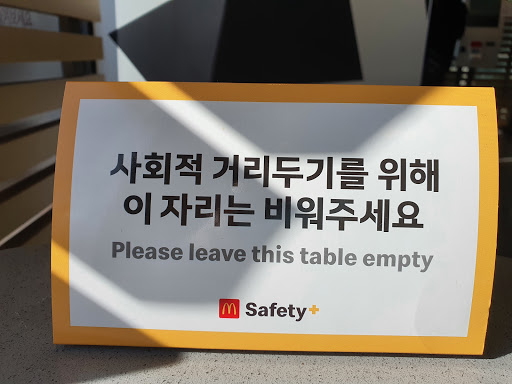 사회적 거리두기를 위해
이 자리는 비워주세요
Please leave this table empty
Safety+